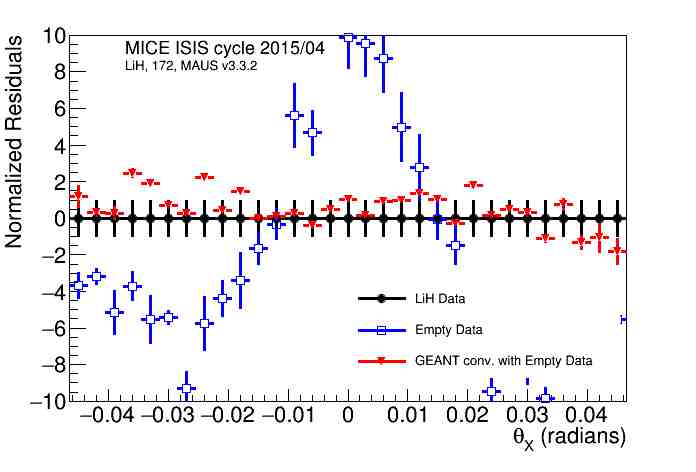 MICE ISIS cycle 2015/04
LiH, 172, MAUS v3.3.2
Normalized Residuals
10
8
6
4
2
0
−2
−4
−6
−8
−10
LiH Data
Empty Data
GEANT conv. with Empty Data
−0.04 −0.03 −0.02 −0.01 0 0.01 0.02 0.03 0.04
θX (radians)